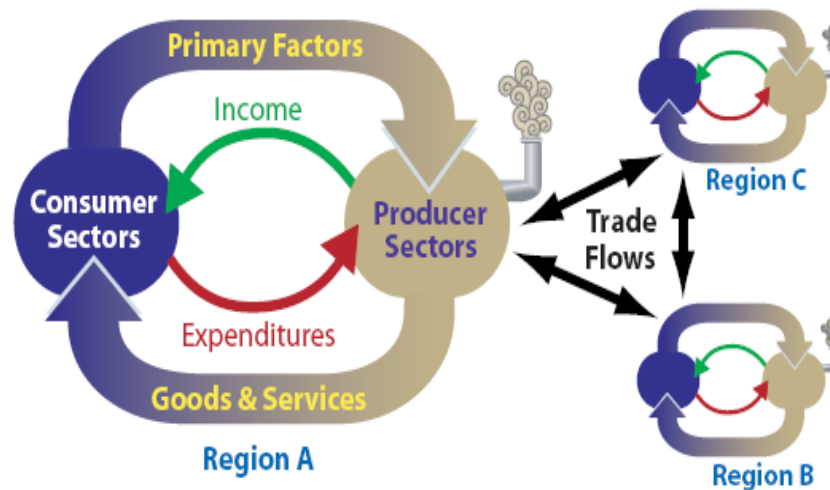 Primary Factors
Income
Consumer
Sectors
Producer
Sectors
Expenditures
Goods & Services
Region A
Trade
Flows
Region C
Region B